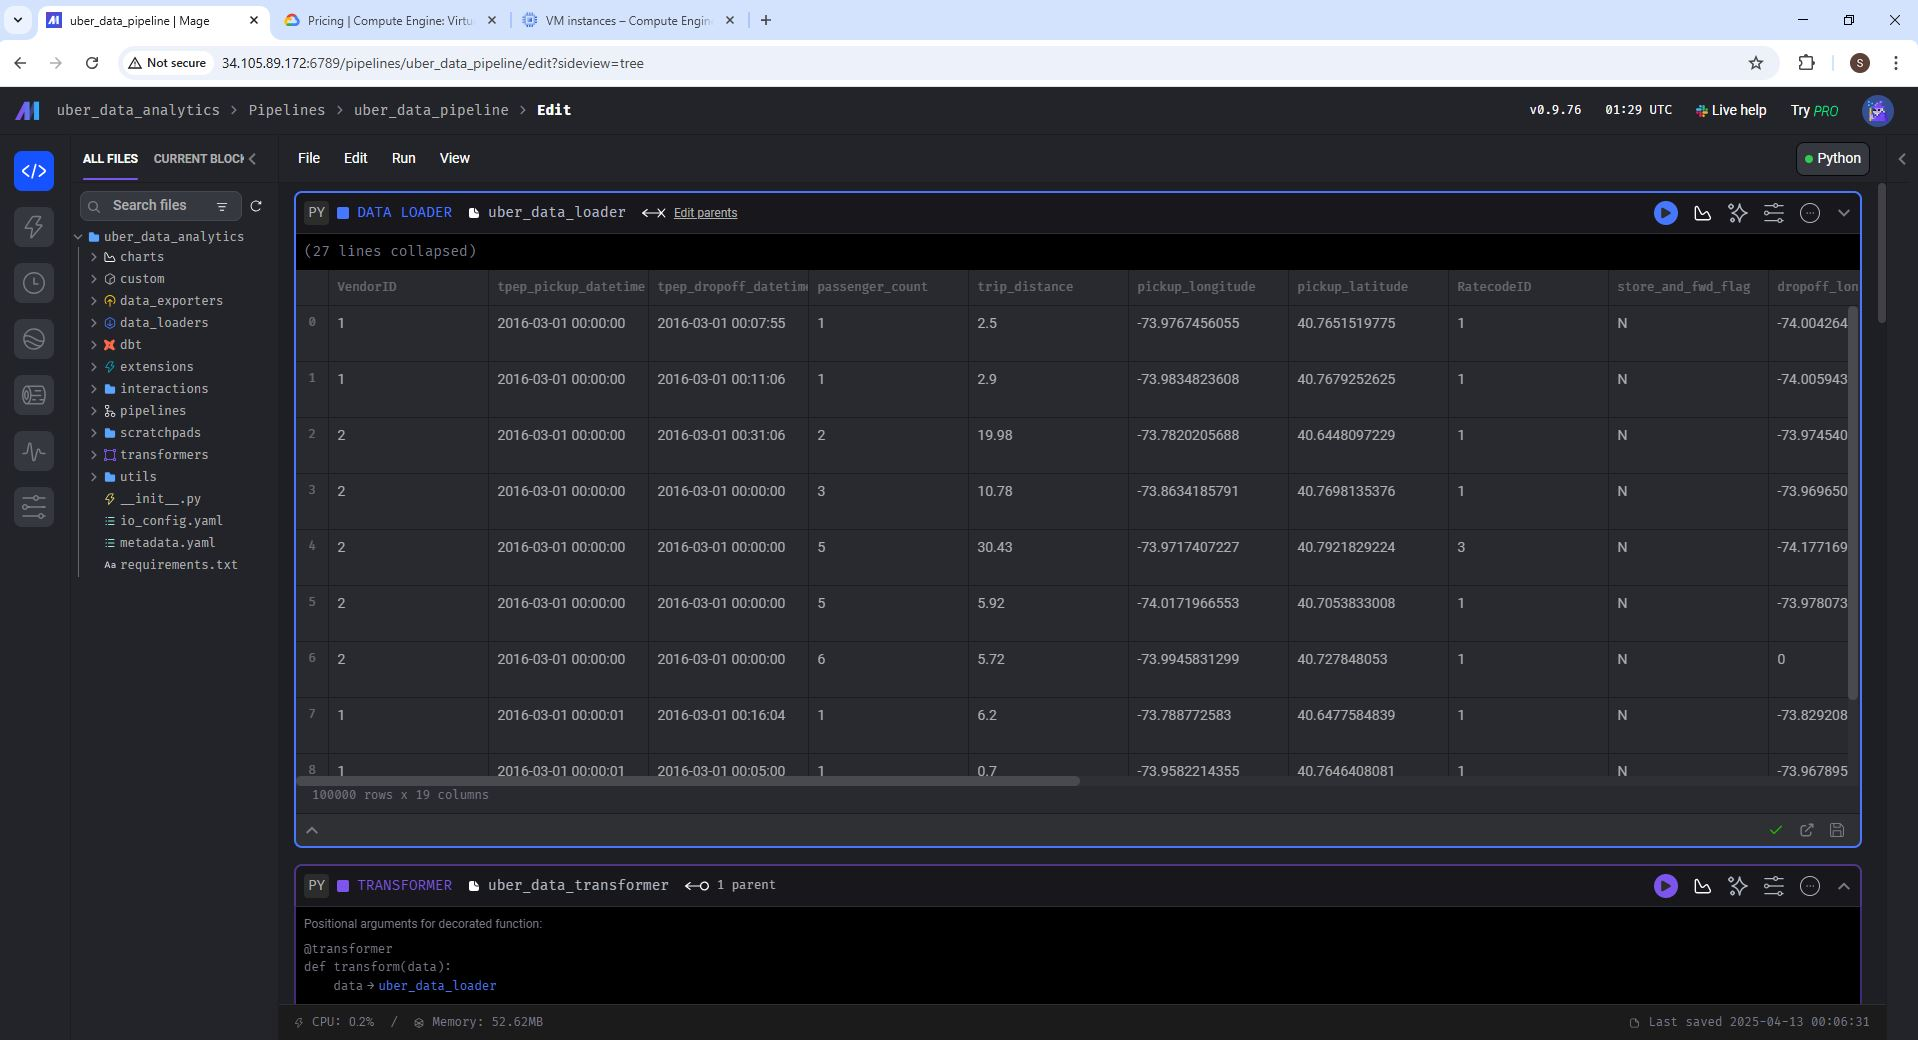 uber_data_pipeline | Mage
Pricing | Compute Engine: Virtu
VM instances – Compute Engin
Not secure
34.105.89.172:6789/pipelines/uber_data_pipeline/edit?sideview=tree
S
uber_data_analytics > Pipelines > uber_data_pipeline > Edit
v0.9.76
01:29 UTC
Live help
Try PRO
ALL FILES
CURRENT BLOCK
File
Edit
Run
View
Python
Search files
uber_data_analytics
charts
custom
data_exporters
data_loaders
dbt
extensions
interactions
pipelines
scratchpads
transformers
utils
__init__.py
io_config.yaml
metadata.yaml
Aa requirements.txt
PY DATA LOADER uber_data_loader Edit parents
(27 lines collapsed)
VendorID tpep_pickup_datetime tpep_dropoff_datetime passenger_count trip_distance pickup_longitude pickup_latitude RatecodeID store_and_fwd_flag dropoff_lon
0 1 2016-03-01 00:00:00 2016-03-01 00:07:55 1 2.5 -73.9767456055 40.7651519775 1 N -74.004264
1 1 2016-03-01 00:00:00 2016-03-01 00:11:06 1 2.9 -73.9834823608 40.7679252625 1 N -74.005943
2 2 2016-03-01 00:00:00 2016-03-01 00:31:06 2 19.98 -73.7820205688 40.6448097229 1 N -73.974540
3 2 2016-03-01 00:00:00 2016-03-01 00:00:00 3 10.78 -73.8634185791 40.7698135376 1 N -73.969650
4 2 2016-03-01 00:00:00 2016-03-01 00:00:00 5 30.43 -73.9717407227 40.7921829224 3 N -74.177169
5 2 2016-03-01 00:00:00 2016-03-01 00:00:00 5 5.92 -74.0171966553 40.7053833008 1 N -73.978073
6 2 2016-03-01 00:00:00 2016-03-01 00:00:00 6 5.72 -73.9945831299 40.727848053 1 N 0
7 1 2016-03-01 00:00:01 2016-03-01 00:16:04 1 6.2 -73.788772583 40.6477584839 1 N -73.829208
8 1 2016-03-01 00:00:01 2016-03-01 00:05:00 1 0.7 -73.9582214355 40.7646408081 1 N -73.967895
100000 rows x 19 columns
PY TRANSFORMER uber_data_transformer 1 parent
Positional arguments for decorated function:
@transformer
def transform(data):
data → uber_data_loader
CPU: 0.2% / Memory: 52.62MB
Last saved 2025-04-13 00:06:31